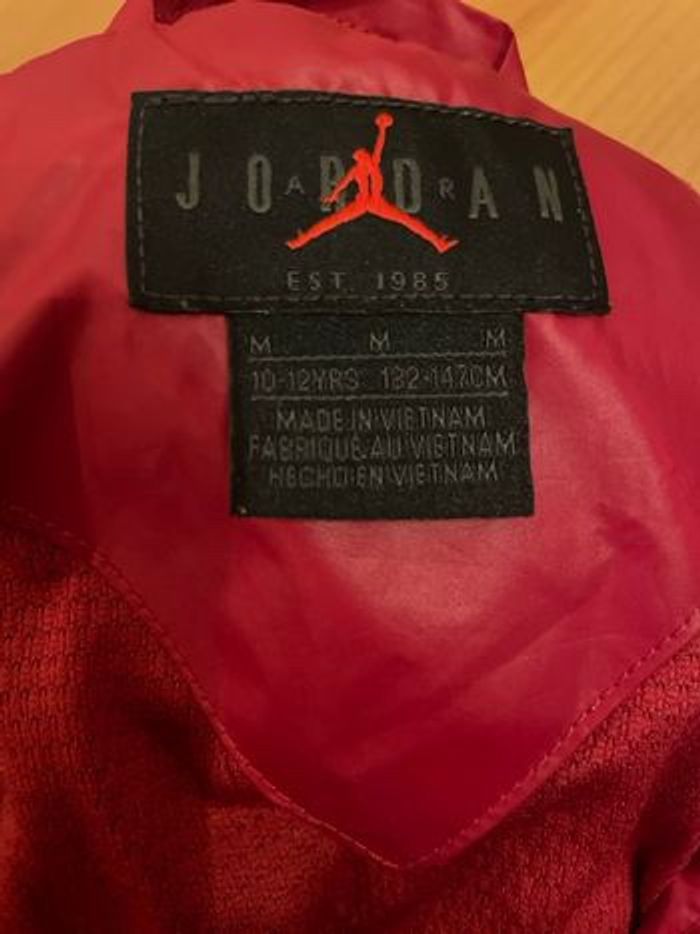 JORDAN
AIR
EST. 1985
M M M
10-12YRS 132-147CM
MADE IN VIETNAM
FABRIQUÉ AU VIETNAM
HECHO EN VIETNAM